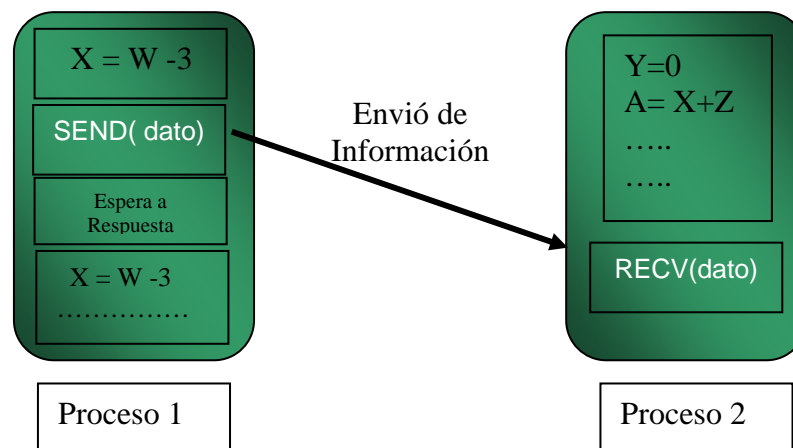 X = W -3
SEND( dato)
Espera a
Respuesta
X = W -3
……………
Proceso 1
Envió de
Información
Y=0
A= X+Z
…..
…..
RECV(dato)
Proceso 2